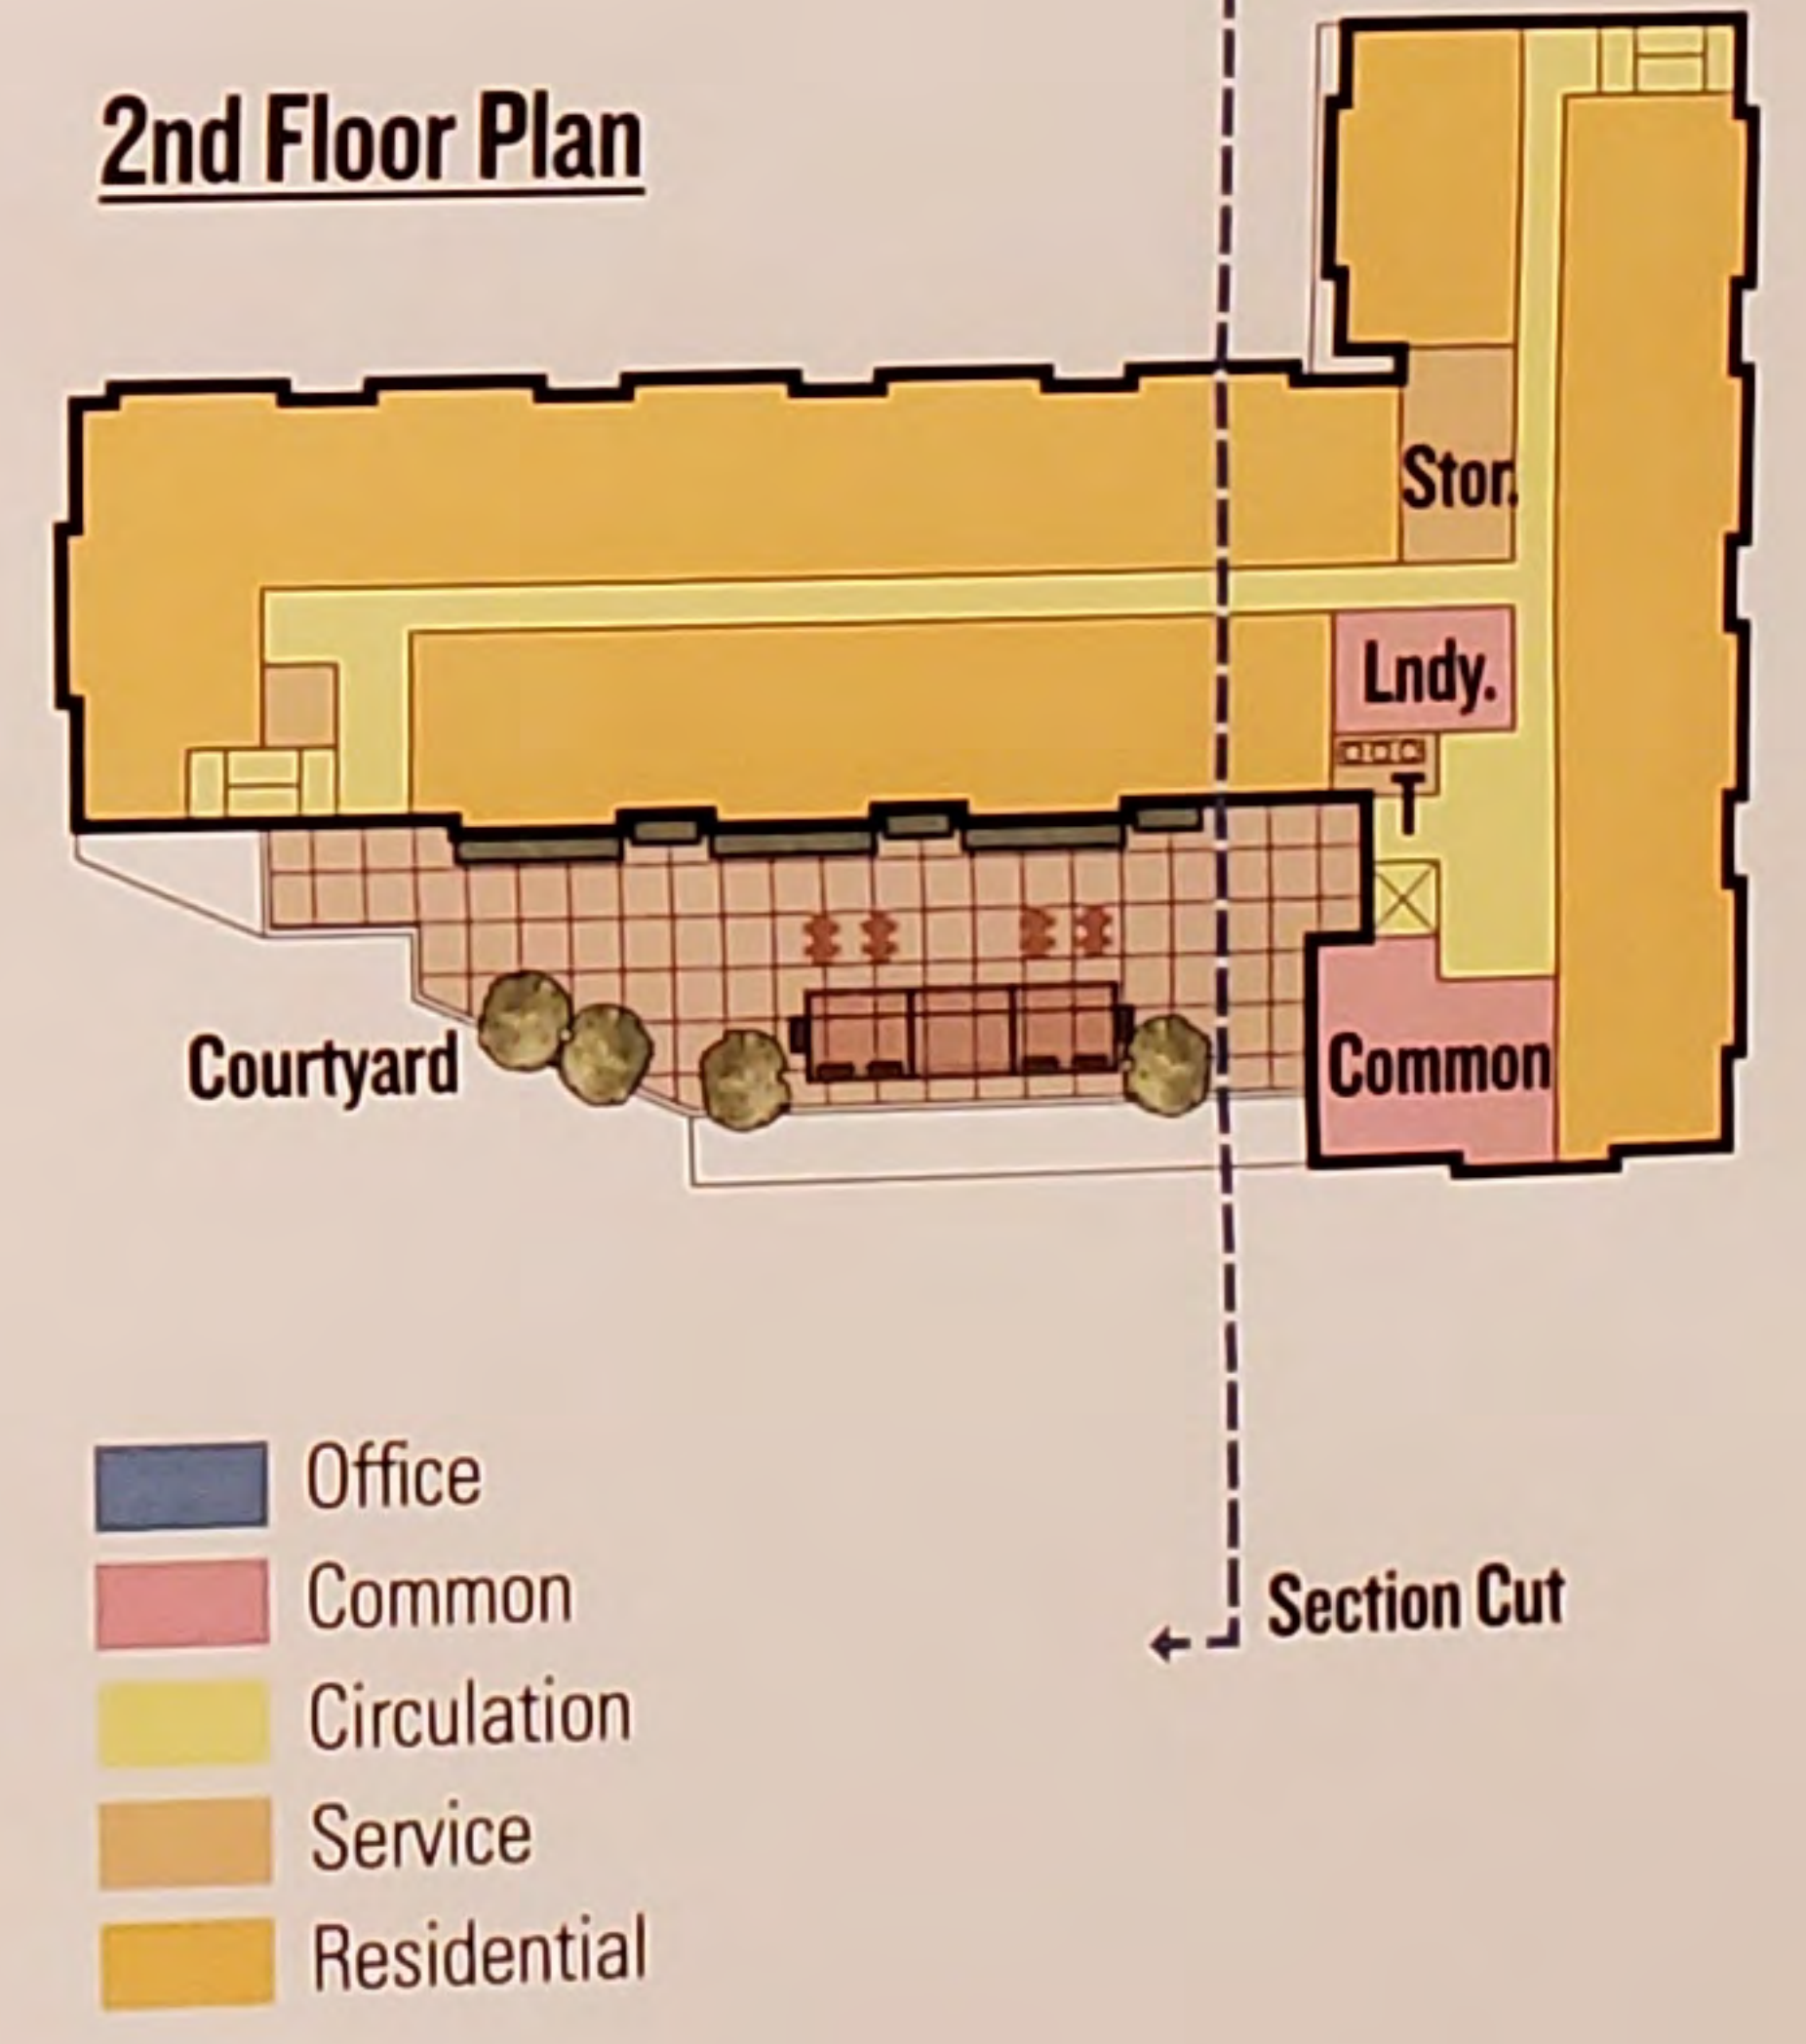 2nd Floor Plan
Stor.
Lndy.
T
Common
Courtyard
Office
Common
Circulation
Service
Residential
Section Cut